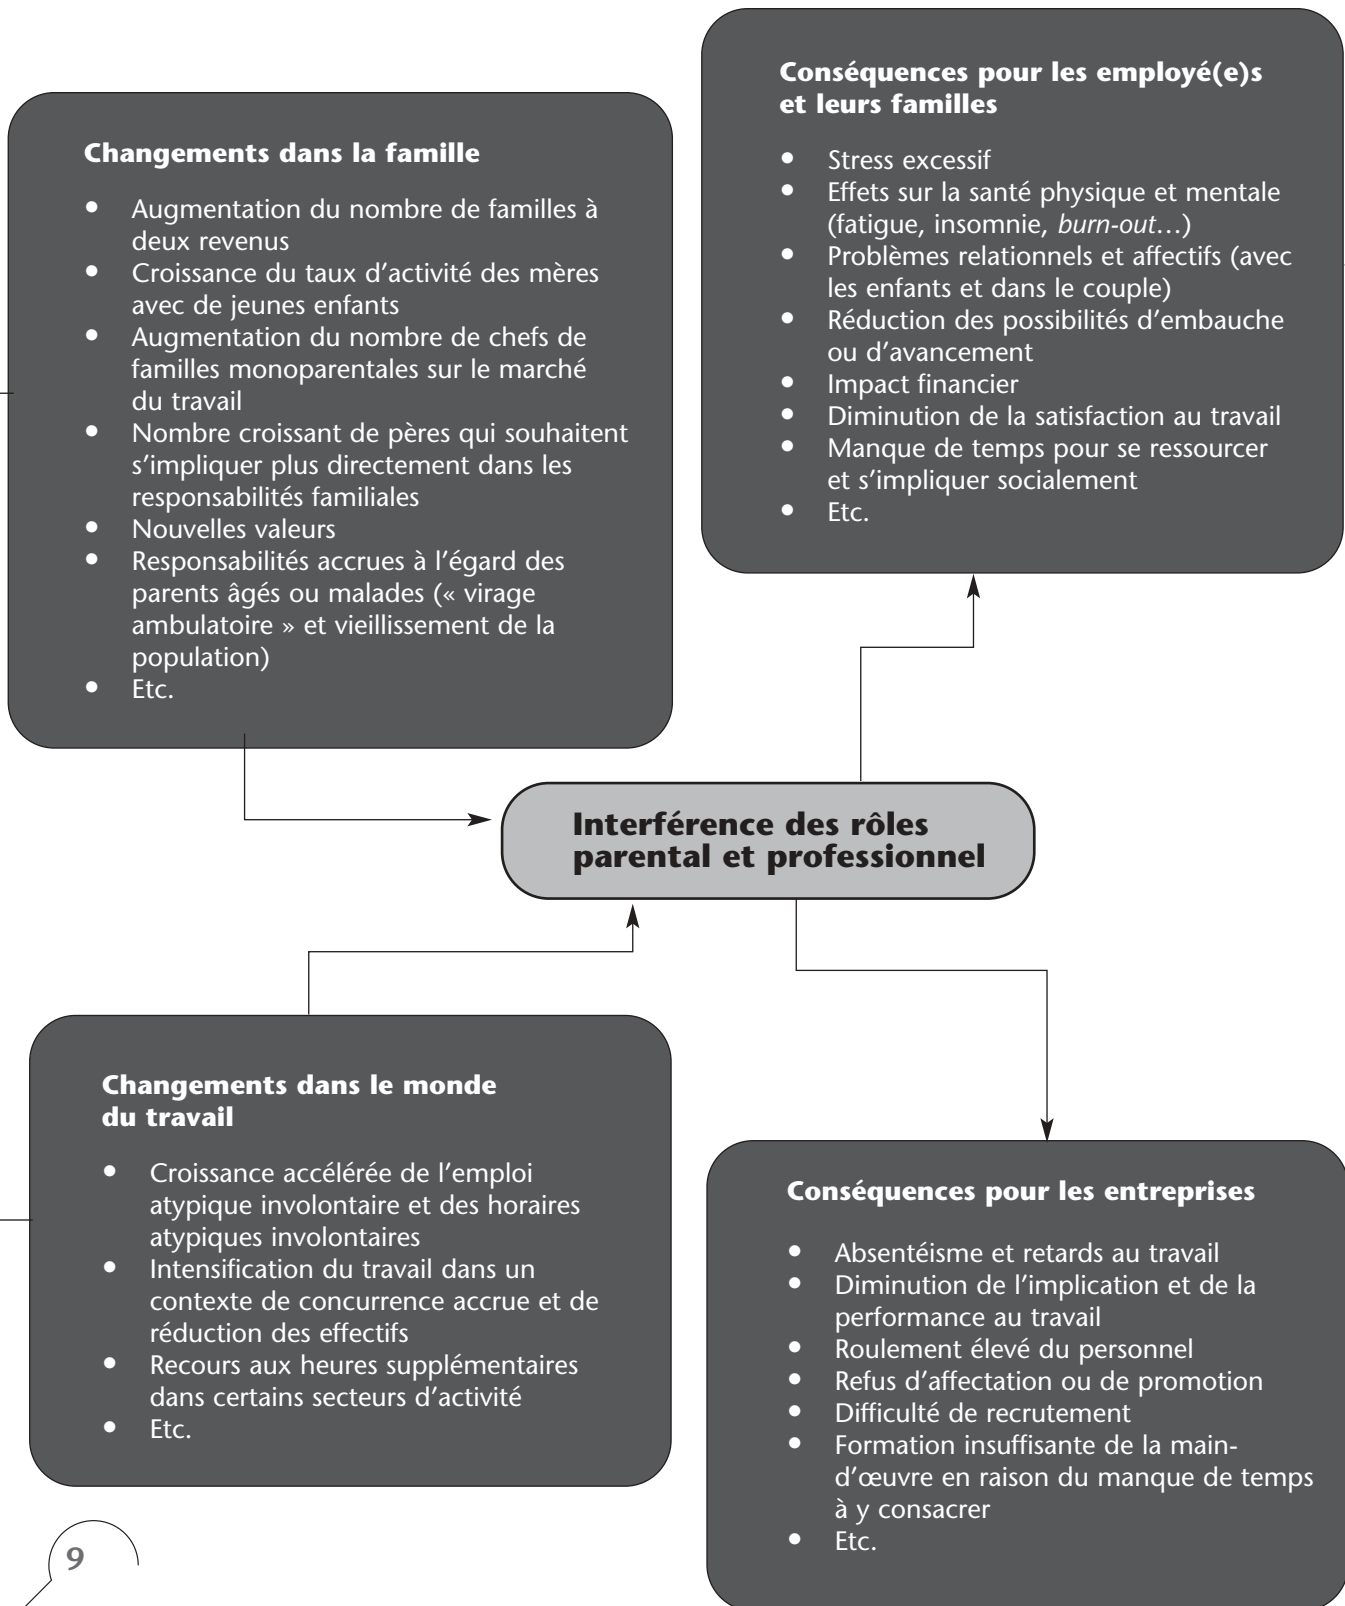 Changements dans la famille
• Augmentation du nombre de familles à
deux revenus
• Croissance du taux d'activité des mères
avec de jeunes enfants
• Augmentation du nombre de chefs de
familles monoparentales sur le marché
du travail
• Nombre croissant de pères qui souhaitent
s'impliquer plus directement dans les
responsabilités familiales
• Nouvelles valeurs
• Responsabilités accrues à l'égard des
parents âgés ou malades (« virage
ambulatoire » et vieillissement de la
population)
• Etc.
Conséquences pour les employé(e)s
et leurs familles
• Stress excessif
• Effets sur la santé physique et mentale
(fatigue, insomnie, burn-out…)
• Problèmes relationnels et affectifs (avec
les enfants et dans le couple)
• Réduction des possibilités d'embauche
ou d'avancement
• Impact financier
• Diminution de la satisfaction au travail
• Manque de temps pour se ressourcer
et s'impliquer socialement
• Etc.
Interférence des rôles
parental et professionnel
Changements dans le monde
du travail
• Croissance accélérée de l'emploi
atypique involontaire et des horaires
atypiques involontaires
• Intensification du travail dans un
contexte de concurrence accrue et de
réduction des effectifs
• Recours aux heures supplémentaires
dans certains secteurs d'activité
• Etc.
Conséquences pour les entreprises
• Absentéisme et retards au travail
• Diminution de l'implication et de la
performance au travail
• Roulement élevé du personnel
• Refus d'affectation ou de promotion
• Difficulté de recrutement
• Formation insuffisante de la main-
d'œuvre en raison du manque de temps
à y consacrer
• Etc.
9